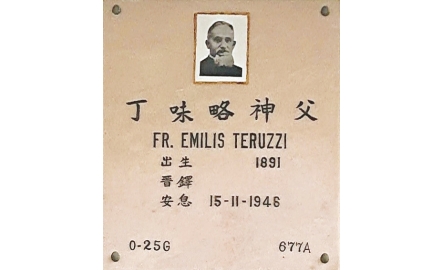 丁味略神父
FR. EMILIS TERUZZI
出生 1891
晋鐸
安息 15-11-1946
0-25G 677A